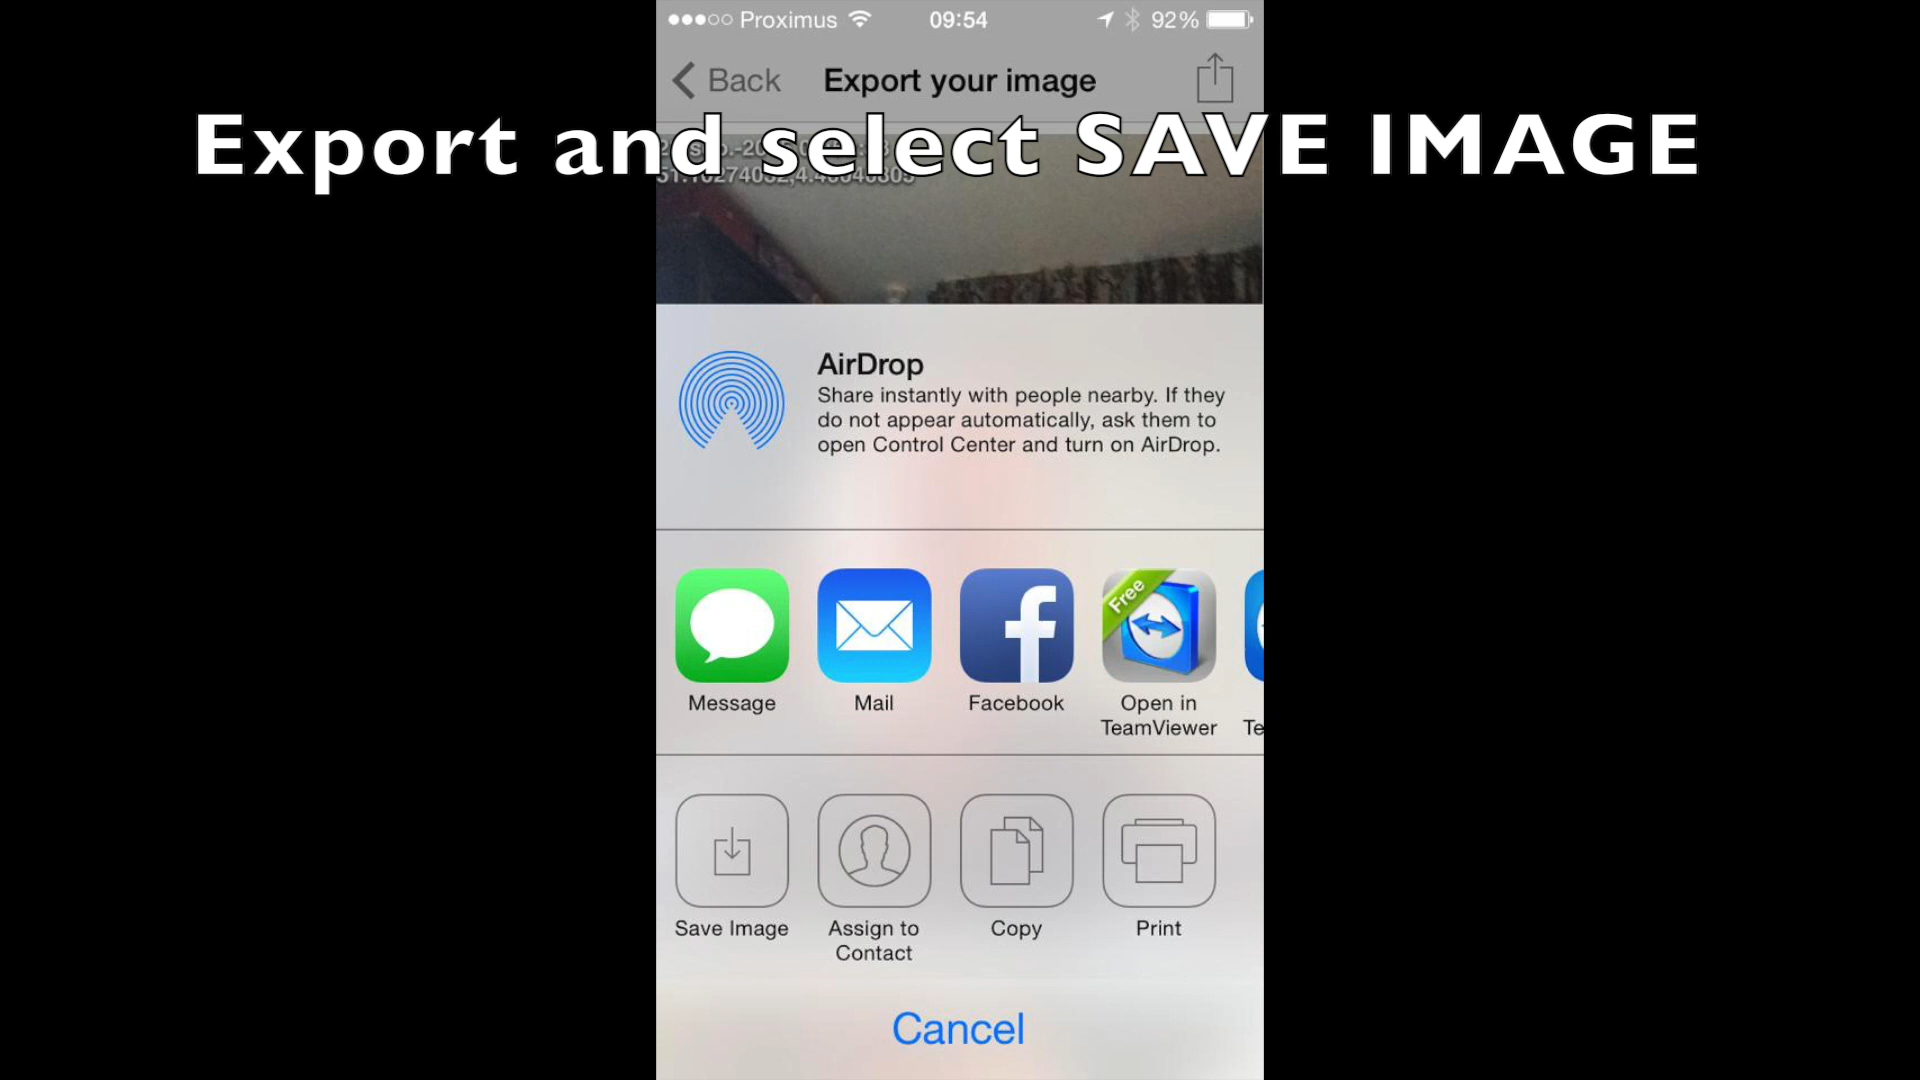 Proximus 09:54 92%
Back Export your image
Export and select SAVE IMAGE
AirDrop
Share instantly with people nearby. If they
do not appear automatically, ask them to
open Control Center and turn on AirDrop.
Free
Message Mail Facebook Open in
TeamViewer Te
Save Image Assign to Copy Print
Contact
Cancel